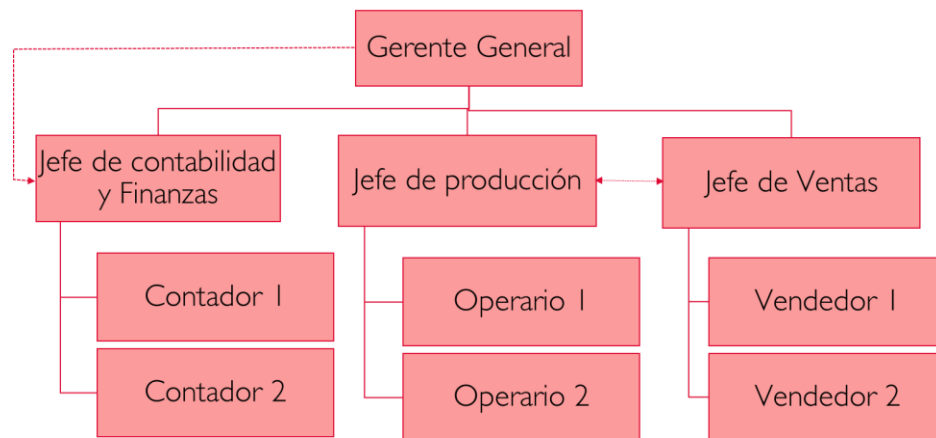 Gerente General
Jefe de contabilidad
y Finanzas
Jefe de producción
Jefe de Ventas
Contador 1
Operario 1
Vendedor 1
Contador 2
Operario 2
Vendedor 2